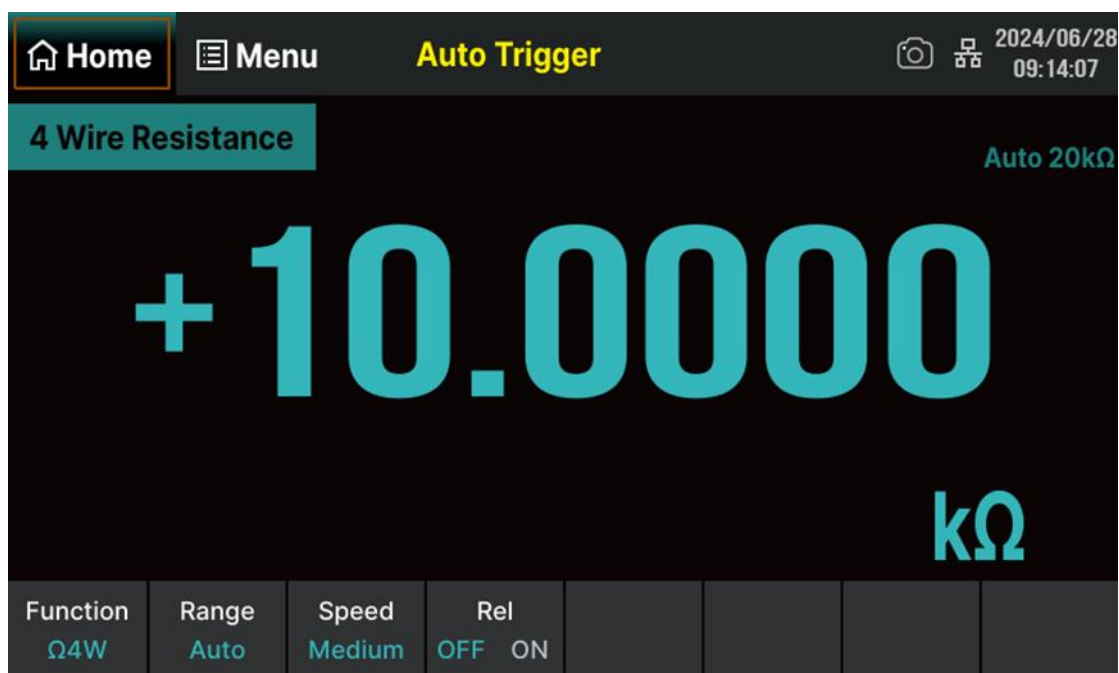 Home Menu Auto Trigger 2024/06/28
09:14:07
4 Wire Resistance
Auto 20kΩ
+10.0000
kΩ
Function Range Speed Rel
Ω4W Auto Medium OFF ON